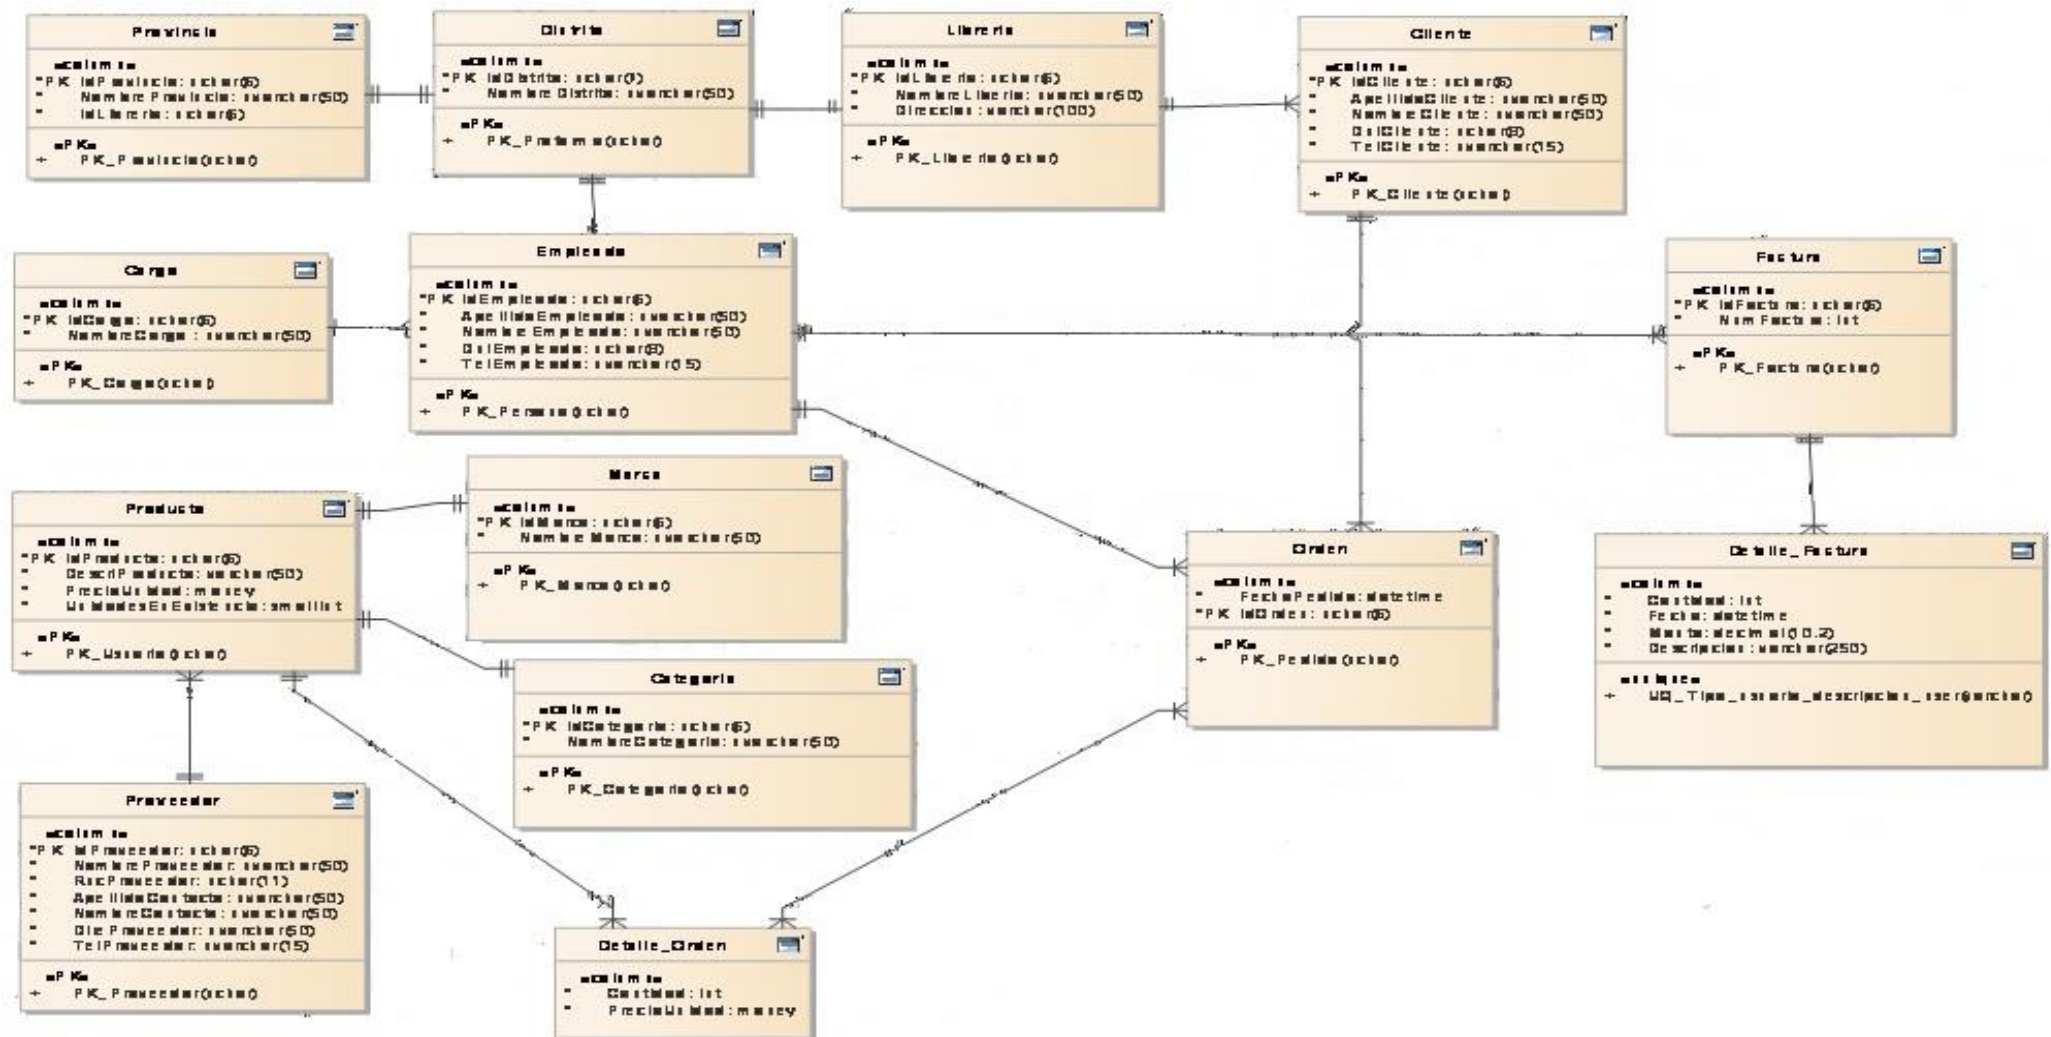 Provincia
«column»
*PK IdProvincia: nchar(6)
* NombreProvincia: nvarchar(50)
* IdLibreria: nchar(6)
«PK»
+ PK_Provincia(nchar)
Distrito
«column»
*PK IdDistrito: nchar(
* NombreDistrito: nvarchar(50)
«PK»
+ (nchar)
Libreria
«column»
*PK IdLibreria: nchar(6)
* NombreLibreria: nvarchar(50)
* Direccion: varchar(100)
«PK»
+ PK_Libreria(nchar)
Cliente
«column»
*PK IdCliente: nchar(6)
* ApellidoCliente: nvarchar(50)
* NombreCliente: nvarchar(50)
* DniCliente: nchar(8)
* TelCliente: nvarchar(15)
«PK»
+ PK_Cliente(nchar)
Cargo
«column»
*PK IdCargo: nchar(6)
* NombreCargo : nvarchar(50)
«PK»
+ PK_Cargo(nchar)
Empleado
«column»
*PK IdEmpleado: nchar(6)
* ApellidoEmpleado: nvarchar(50)
* NombreEmpleado: nvarchar(50)
* DniEmpleado: nchar(8)
* TelEmpleado: nvarchar(15)
«PK»
+ PK_Persona(nchar)
Factura
«column»
*PK IdFactura: nchar(6)
* NumFactura: int
«PK»
+ PK_Factura(nchar)
Producto
«column»
*PK IdProducto: nchar(6)
* DescriProducto: varchar(50)
* PrecioUnidad: money
* UnidadesEnExistencia: smallint
«PK»
+ PK_Usuario(nchar)
Marca
«column»
*PK IdMarca: nchar(6)
* NombreMarca: nvarchar(50)
«PK»
+ PK_Marca(nchar)
Categoria
«column»
*PK IdCategoria: nchar(6)
* NombreCategoria: nvarchar(50)
«PK»
+ PK_Categoria(nchar)
Orden
«column»
* FechaPedido: datetime
*PK IdOrden: nchar(6)
«PK»
+ PK_Pedido(nchar)
Detalle_Factura
«column»
* Cantidad: int
* Fecha: datetime
* Monto: decimal(10,2)
* Descripcion: varchar(250)
«unique»
+ UQ_Tipo_usuario_descripcion_user(varchar)
Proveedor
«column»
*PK IdProveedor: nchar(6)
* NombreProveedor: nvarchar(50)
* RucProveedor: nchar(11)
* ApellidoContacto: nvarchar(50)
* NombreContacto: nvarchar(50)
* DirProveedor: nvarchar(50)
* TelProveedor: nvarchar(15)
«PK»
+ PK_Proveedor(nchar)
Detalle_Orden
«column»
* Cantidad: int
* PrecioUnidad: money